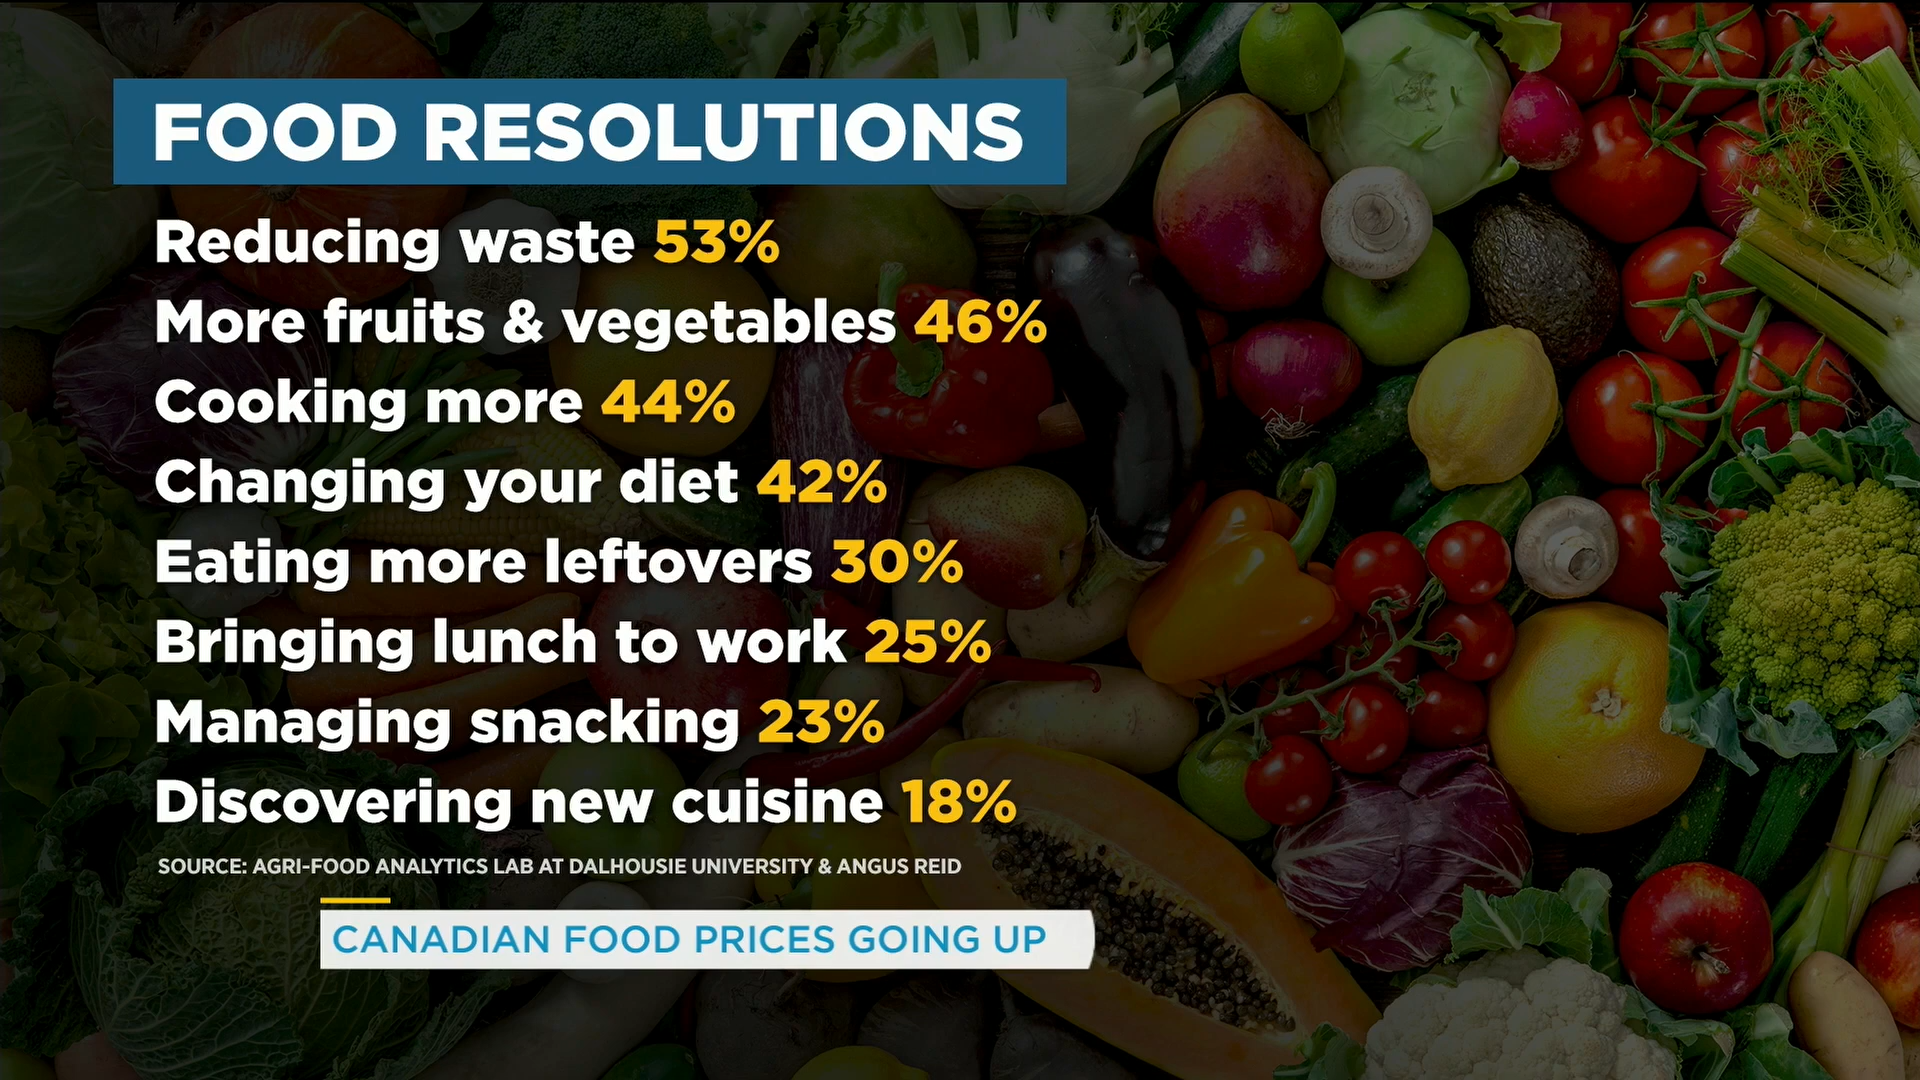 FOOD RESOLUTIONS
Reducing waste 53%
More fruits & vegetables 46%
Cooking more 44%
Changing your diet 42%
Eating more leftovers 30%
Bringing lunch to work 25%
Managing snacking 23%
Discovering new cuisine 18%
SOURCE: AGRI-FOOD ANALYTICS LAB AT DALHOUSIE UNIVERSITY & ANGUS REID
CANADIAN FOOD PRICES GOING UP